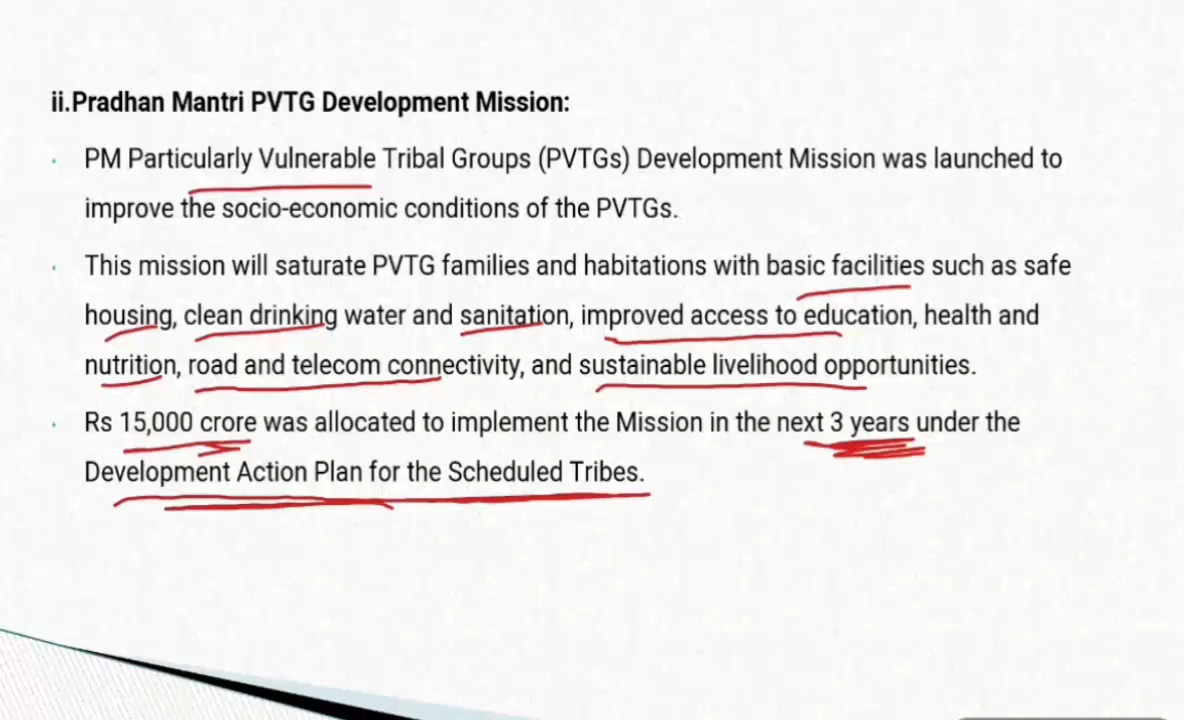 ii.Pradhan Mantri PVTG Development Mission:
· PM Particularly Vulnerable Tribal Groups (PVTGs) Development Mission was launched to
improve the socio-economic conditions of the PVTGs.
· This mission will saturate PVTG families and habitations with basic facilities such as safe
housing, clean drinking water and sanitation, improved access to education, health and
nutrition, road and telecom connectivity, and sustainable livelihood opportunities.
· Rs 15,000 crore was allocated to implement the Mission in the next 3 years under the
Development Action Plan for the Scheduled Tribes.